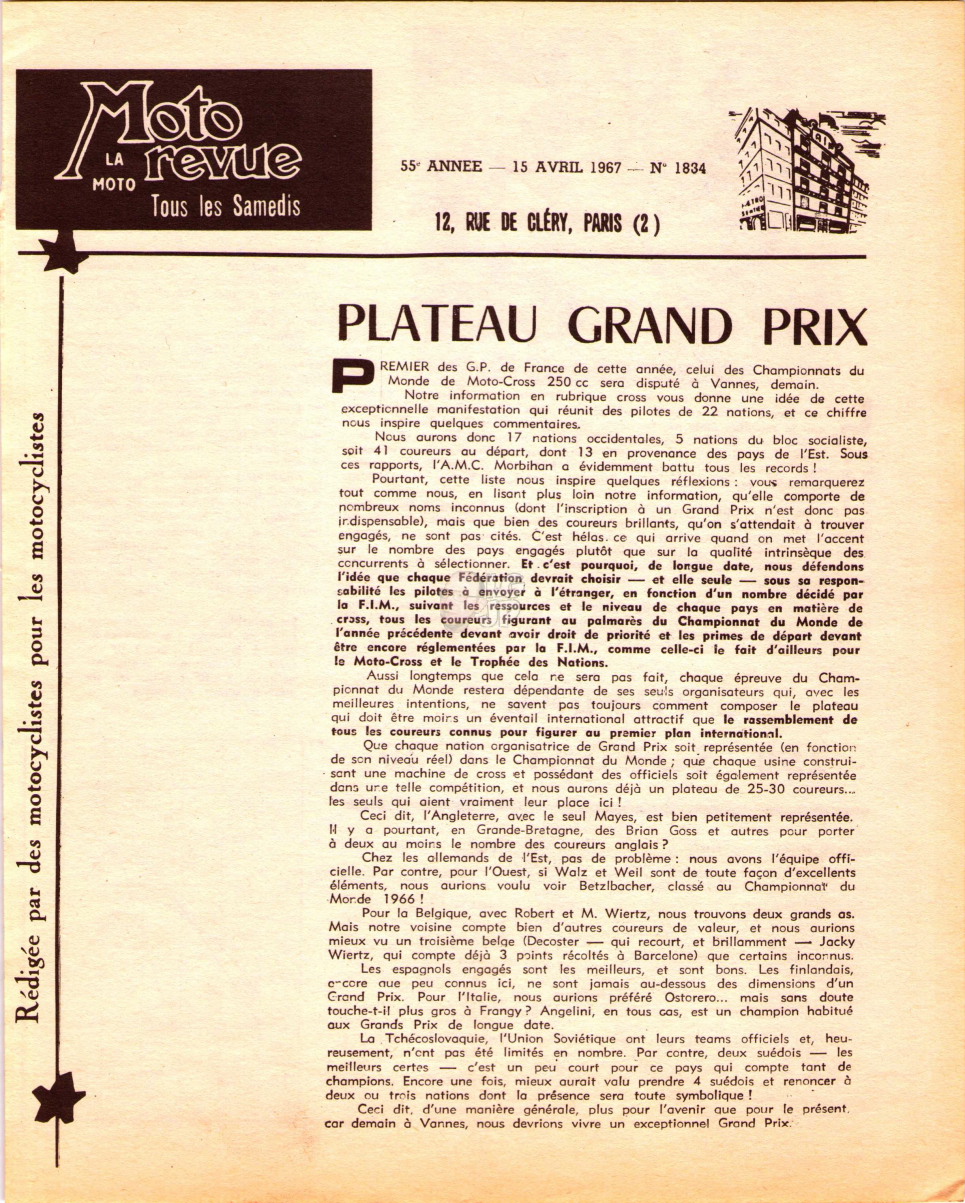 Moto
LA MOTO revue
Tous les Samedis
55e ANNEE — 15 AVRIL 1967 — N° 1834
12, RUE DE CLÉRY, PARIS (2)
Rédigée par des motocyclistes pour les motocyclistes
PLATEAU GRAND PRIX
PREMIER des G.P. de France de cette année, celui des Championnats du
Monde de Moto-Cross 250 cc sera disputé à Vannes, demain.
Notre information en rubrique cross vous donne une idée de cette
exceptionnelle manifestation qui réunit des pilotes de 22 nations, et ce chiffre
nous inspire quelques commentaires.
Nous aurons donc 17 nations occidentales, 5 nations du bloc socialiste,
soit 41 coureurs au départ, dont 13 en provenance des pays de l'Est. Sous
ces rapports, l'A.M.C. Morbihan a évidemment battu tous les records !
Pourtant, cette liste nous inspire quelques réflexions : vous remarquerez
tout comme nous, en lisant plus loin notre information, qu'elle comporte de
nombreux noms inconnus (dont l'inscription à un Grand Prix n'est donc pas
indispensable), mais que bien des coureurs brillants, qu'on s'attendait à trouver
engagés, ne sont pas cités. C'est hélas ce qui arrive quand on met l'accent
sur le nombre des pays engagés plutôt que sur la qualité intrinsèque des
concurrents à sélectionner. Et c'est pourquoi, de longue date, nous défendons
l'idée que chaque Fédération devrait choisir — et elle seule — sous sa respon-
sabilité les pilotes à envoyer à l'étranger, en fonction d'un nombre décidé par
la F.I.M., suivant les ressources et le niveau de chaque pays en matière de
cross, tous les coureurs figurant au palmarès du Championnat du Monde de
l'année précédente devant avoir droit de priorité et les primes de départ devant
être encore réglementées par la F.I.M., comme celle-ci le fait d'ailleurs pour
le Moto-Cross et le Trophée des Nations.
Aussi longtemps que cela ne sera pas fait, chaque épreuve du Cham-
pionnat du Monde restera dépendante de ses seuls organisateurs qui, avec les
meilleures intentions, ne savent pas toujours comment composer le plateau
qui doit être moins un éventail international attractif que le rassemblement de
tous les coureurs connus pour figurer au premier plan international.
Que chaque nation organisatrice de Grand Prix soit représentée (en fonction
de son niveau réel) dans le Championnat du Monde ; que chaque usine construi-
sant une machine de cross et possédant des officiels soit également représentée
dans une telle compétition, et nous aurons déjà un plateau de 25-30 coureurs...
les seuls qui aient vraiment leur place ici !
Ceci dit, l'Angleterre, avec le seul Mayes, est bien petitement représentée.
Il y a pourtant, en Grande-Bretagne, des Brian Goss et autres pour porter
à deux au moins le nombre des coureurs anglais ?
Chez les allemands de l'Est, pas de problème : nous avons l'équipe offi-
cielle. Par contre, pour l'Ouest, si Walz et Weil sont de toute façon d'excellents
éléments, nous aurions voulu voir Betzlbacher, classé au Championnat du
Monde 1966 !
Pour la Belgique, avec Robert et M. Wiertz, nous trouvons deux grands as.
Mais notre voisine compte bien d'autres coureurs de valeur, et nous aurions
mieux vu un troisième belge (Decoster — qui recourt, et brillamment — Jacky
Wiertz, qui compte déjà 3 points récoltés à Barcelone) que certains inconnus.
Les espagnols engagés sont les meilleurs, et sont bons. Les finlandais,
encore que peu connus ici, ne sont jamais au-dessous des dimensions d'un
Grand Prix. Pour l'Italie, nous aurions préféré Ostorero... mais sans doute
touche-t-il plus gros à Frangy ? Angelini, en tous cas, est un champion habitué
aux Grands Prix de longue date.
La Tchécoslovaquie, l'Union Soviétique ont leurs teams officiels et, heu-
reusement, n'ont pas été limités en nombre. Par contre, deux suédois — les
meilleurs certes — c'est un peu court pour ce pays qui compte tant de
champions. Encore une fois, mieux aurait valu prendre 4 suédois et renoncer à
deux ou trois nations dont la présence sera toute symbolique !
Ceci dit, d'une manière générale, plus pour l'avenir que pour le présent,
car demain à Vannes, nous devrions vivre un exceptionnel Grand Prix.